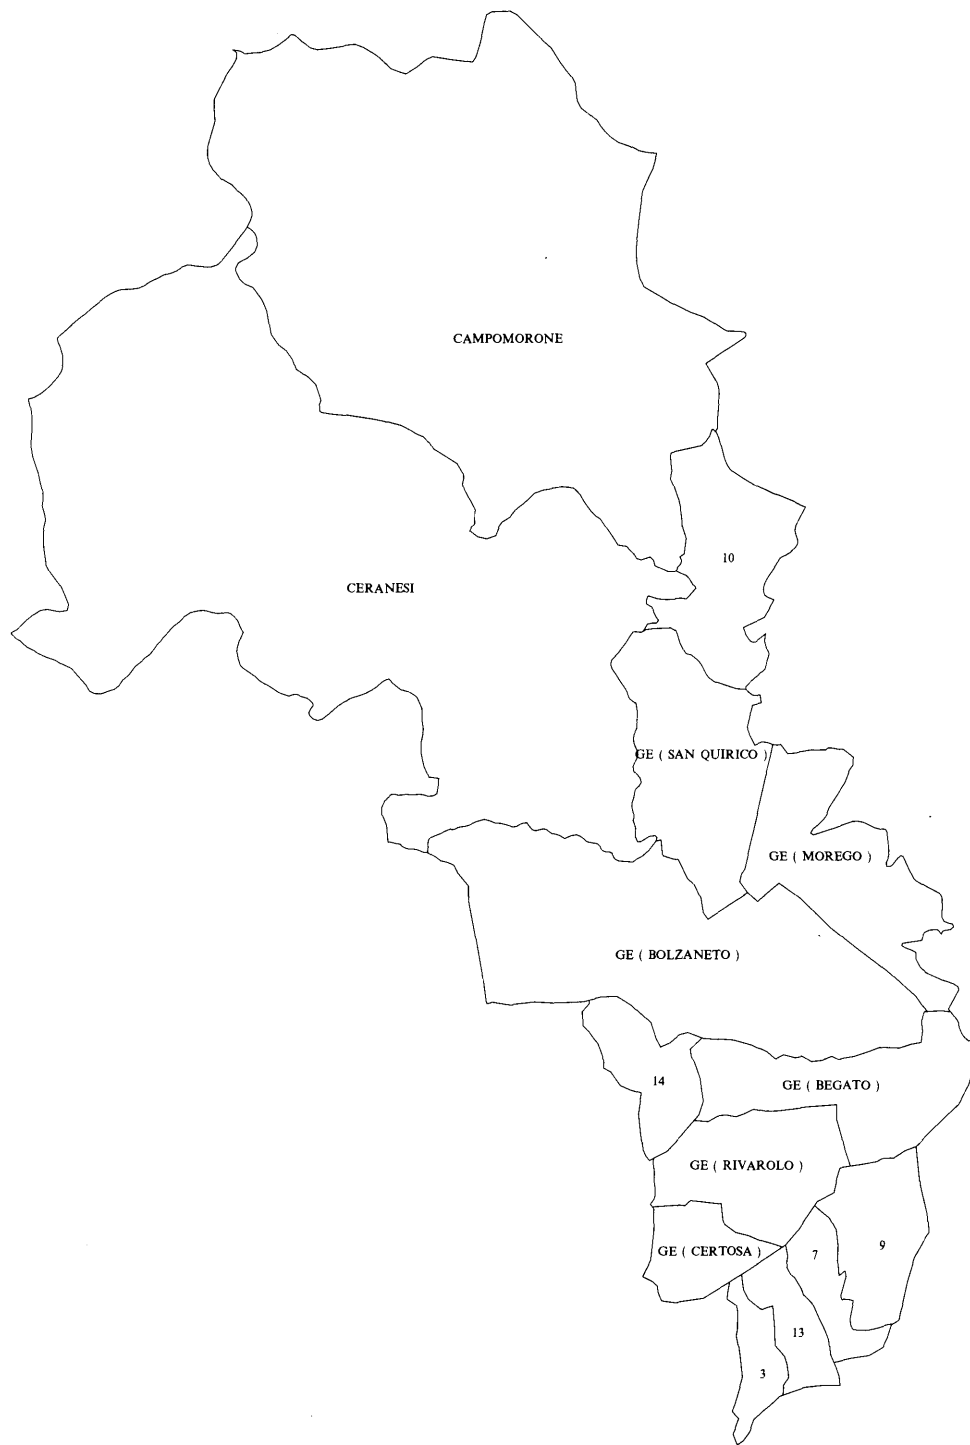 CAMPOMORONE
10
CERANESI
GE ( SAN QUIRICO )
GE ( MOREGO )
GE ( BOLZANETO )
14
GE ( BEGATO )
GE ( RIVAROLO )
9
GE ( CERTOSA )
7
13
3